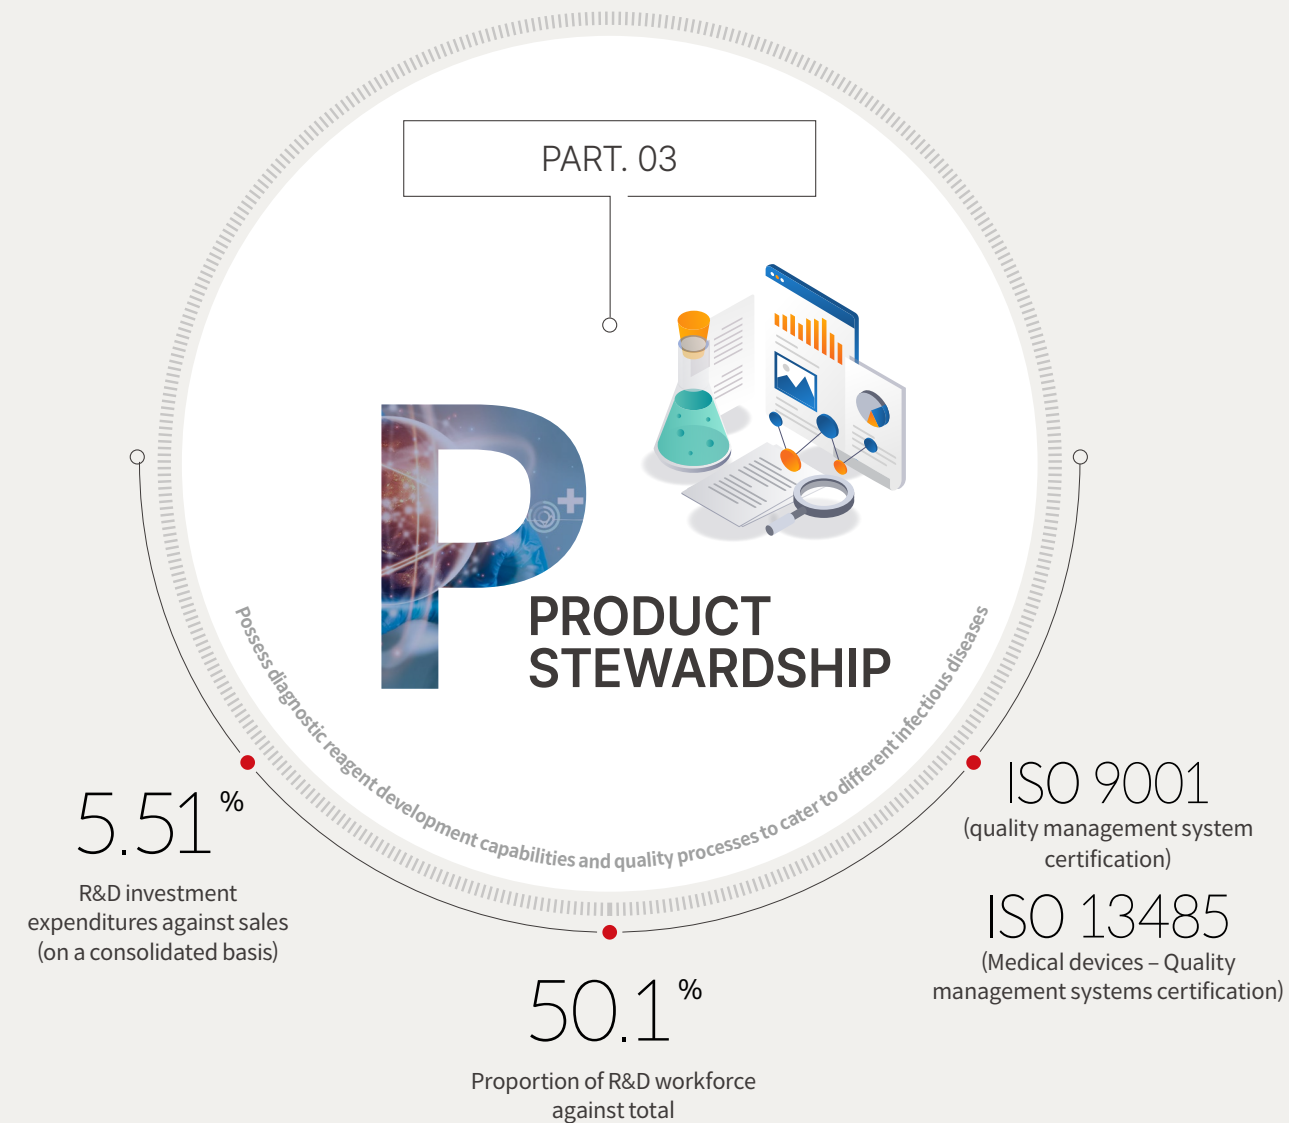 PART. 03
P
PRODUCT
STEWARDSHIP
Possess diagnostic reagent development capabilities and quality processes to cater to different infectious diseases
5.51%
R&D investment
expenditures against sales
(on a consolidated basis)
50.1%
Proportion of R&D workforce
against total
ISO 9001
(quality management system
certification)
ISO 13485
(Medical devices – Quality
management systems certification)